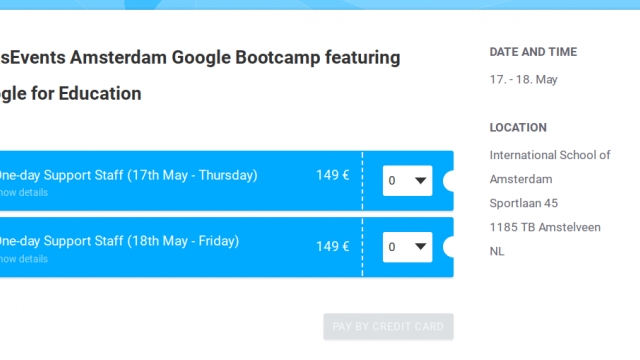 sEvents Amsterdam Google Bootcamp featuring
gle for Education
One-day Support Staff (17th May - Thursday)
149 €
0
how details
One-day Support Staff (18th May - Friday)
149 €
0
how details
PAY BY CREDIT CARD
DATE AND TIME
17. - 18. May
LOCATION
International School of
Amsterdam
Sportlaan 45
1185 TB Amstelveen
NL